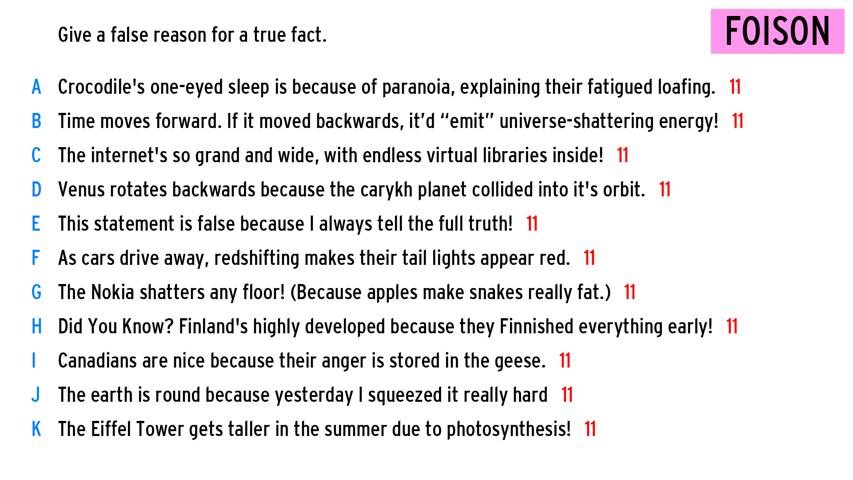 Give a false reason for a true fact.
FOISON
A Crocodile's one-eyed sleep is because of paranoia, explaining their fatigued loafing. 11
B Time moves forward. If it moved backwards, it'd “emit” universe-shattering energy! 11
C The internet's so grand and wide, with endless virtual libraries inside! 11
D Venus rotates backwards because the carykh planet collided into it's orbit. 11
E This statement is false because I always tell the full truth! 11
F As cars drive away, redshifting makes their tail lights appear red. 11
G The Nokia shatters any floor! (Because apples make snakes really fat.) 11
H Did You Know? Finland's highly developed because they Finnished everything early! 11
I Canadians are nice because their anger is stored in the geese. 11
J The earth is round because yesterday I squeezed it really hard 11
K The Eiffel Tower gets taller in the summer due to photosynthesis! 11